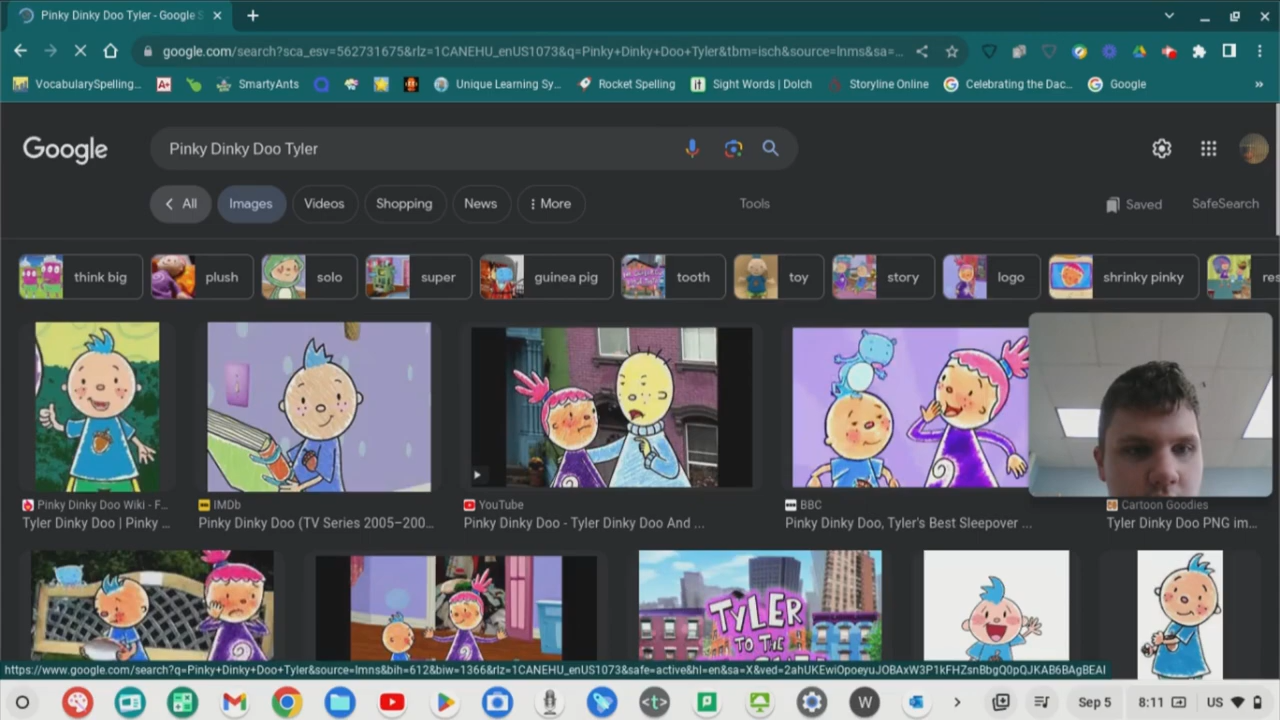 Pinky Dinky Doo Tyler - Google S
google.com/search?sca_esv=562731675&rlz=1CANEHU_enUS1073&q=Pinky+Dinky+Doo+Tyler&tbm=isch&source=lnms&sa=...
VocabularySpelling... A+ SmartyAnts Unique Learning Sy... Rocket Spelling Sight Words | Dolch Storyline Online Celebrating the Dac... Google »
Google Pinky Dinky Doo Tyler
All Images Videos Shopping News More Tools Saved SafeSearch
think big plush solo super guinea pig tooth toy story logo shrinky pinky res
Pinky Dinky Doo Wiki - F... IMDb YouTube BBC Cartoon Goodies
Tyler Dinky Doo | Pinky ... Pinky Dinky Doo (TV Series 2005–200... Pinky Dinky Doo - Tyler Dinky Doo And ... Pinky Dinky Doo, Tyler's Best Sleepover ... Tyler Dinky Doo PNG im...
TYLER
TO THE
https://www.google.com/search?q=Pinky+Dinky+Doo+Tyler&source=lmns&bih=612&biw=1366&rlz=1CANEHU_enUS1073&safe=active&hl=en&sa=X&ved=2ahUKEwiOpoeyuJOBAxW3P1kFHZsnBbgQ0pQJKAB6BAgBEAI
Sep 5 8:11 US